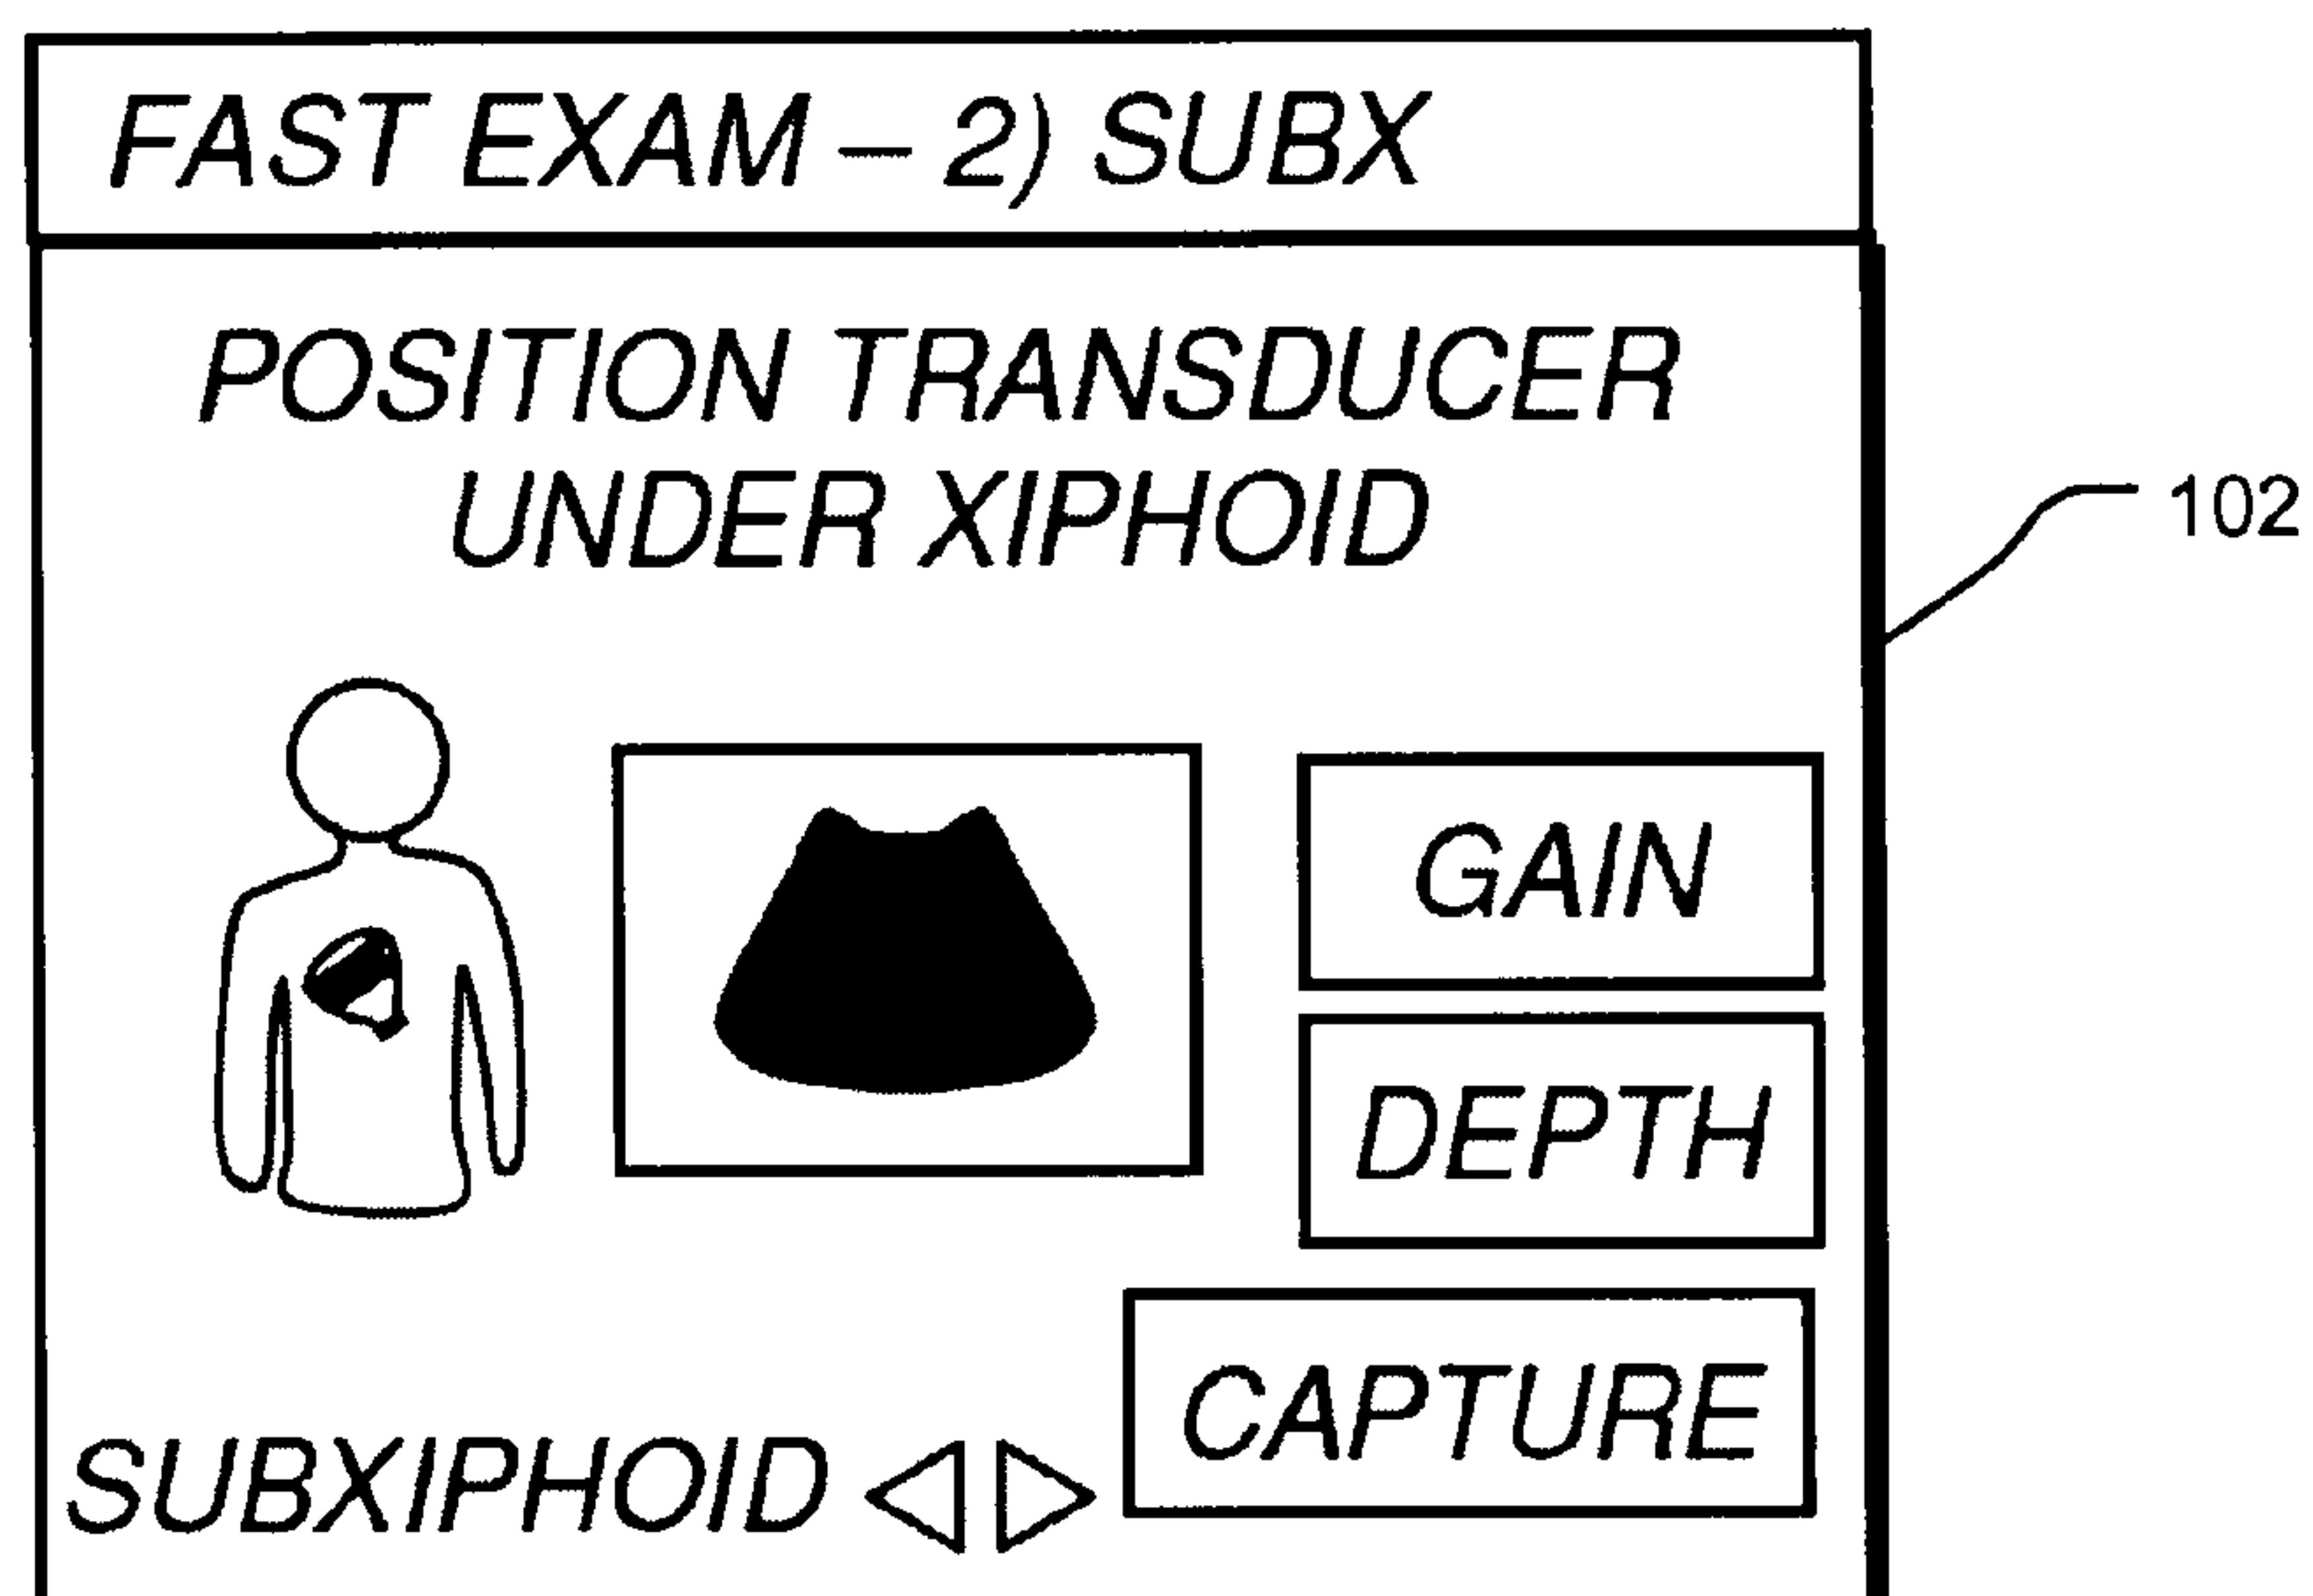 FAST EXAM – 2) SUBX
POSITION TRANSDUCER
UNDER XIPHOID
102
GAIN
DEPTH
CAPTURE
SUBXIPHOID